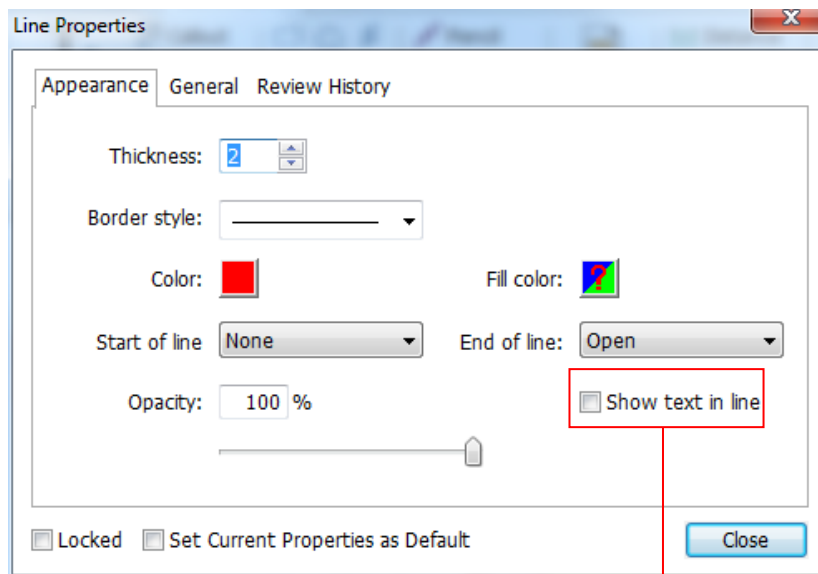 Line Properties
Appearance General Review History
Thickness: 2
Border style:
Color: Fill color: ?
Start of line None End of line: Open
Opacity: 100 % Show text in line
Locked Set Current Properties as Default Close